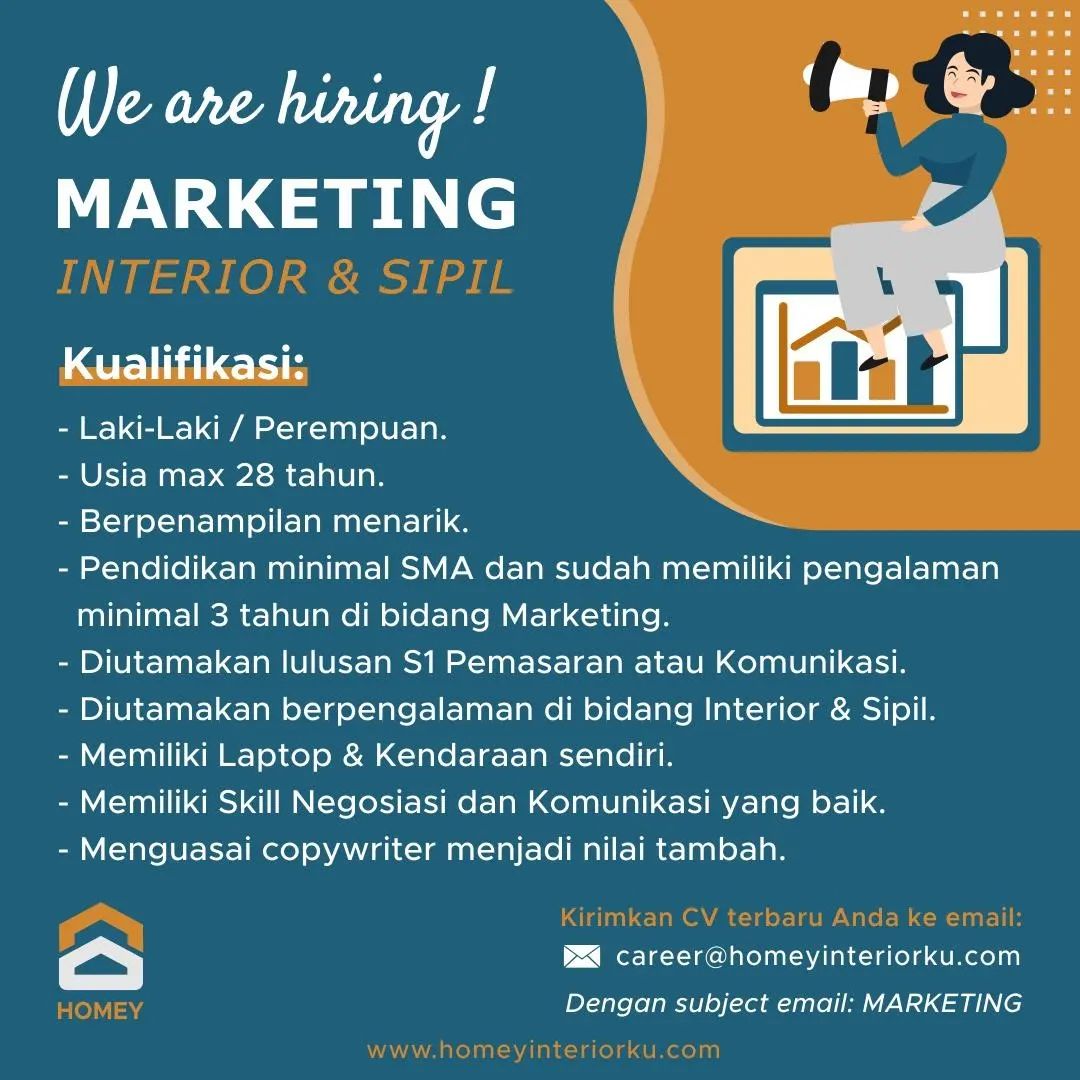 We are hiring !
MARKETING
INTERIOR & SIPIL
Kualifikasi:
- Laki-Laki / Perempuan.
- Usia max 28 tahun.
- Berpenampilan menarik.
- Pendidikan minimal SMA dan sudah memiliki pengalaman
minimal 3 tahun di bidang Marketing.
- Diutamakan lulusan S1 Pemasaran atau Komunikasi.
- Diutamakan berpengalaman di bidang Interior & Sipil.
- Memiliki Laptop & Kendaraan sendiri.
- Memiliki Skill Negosiasi dan Komunikasi yang baik.
- Menguasai copywriter menjadi nilai tambah.
HOMEY
Kirimkan CV terbaru Anda ke email:
career@homeyinteriorku.com
Dengan subject email: MARKETING
www.homeyinteriorku.com